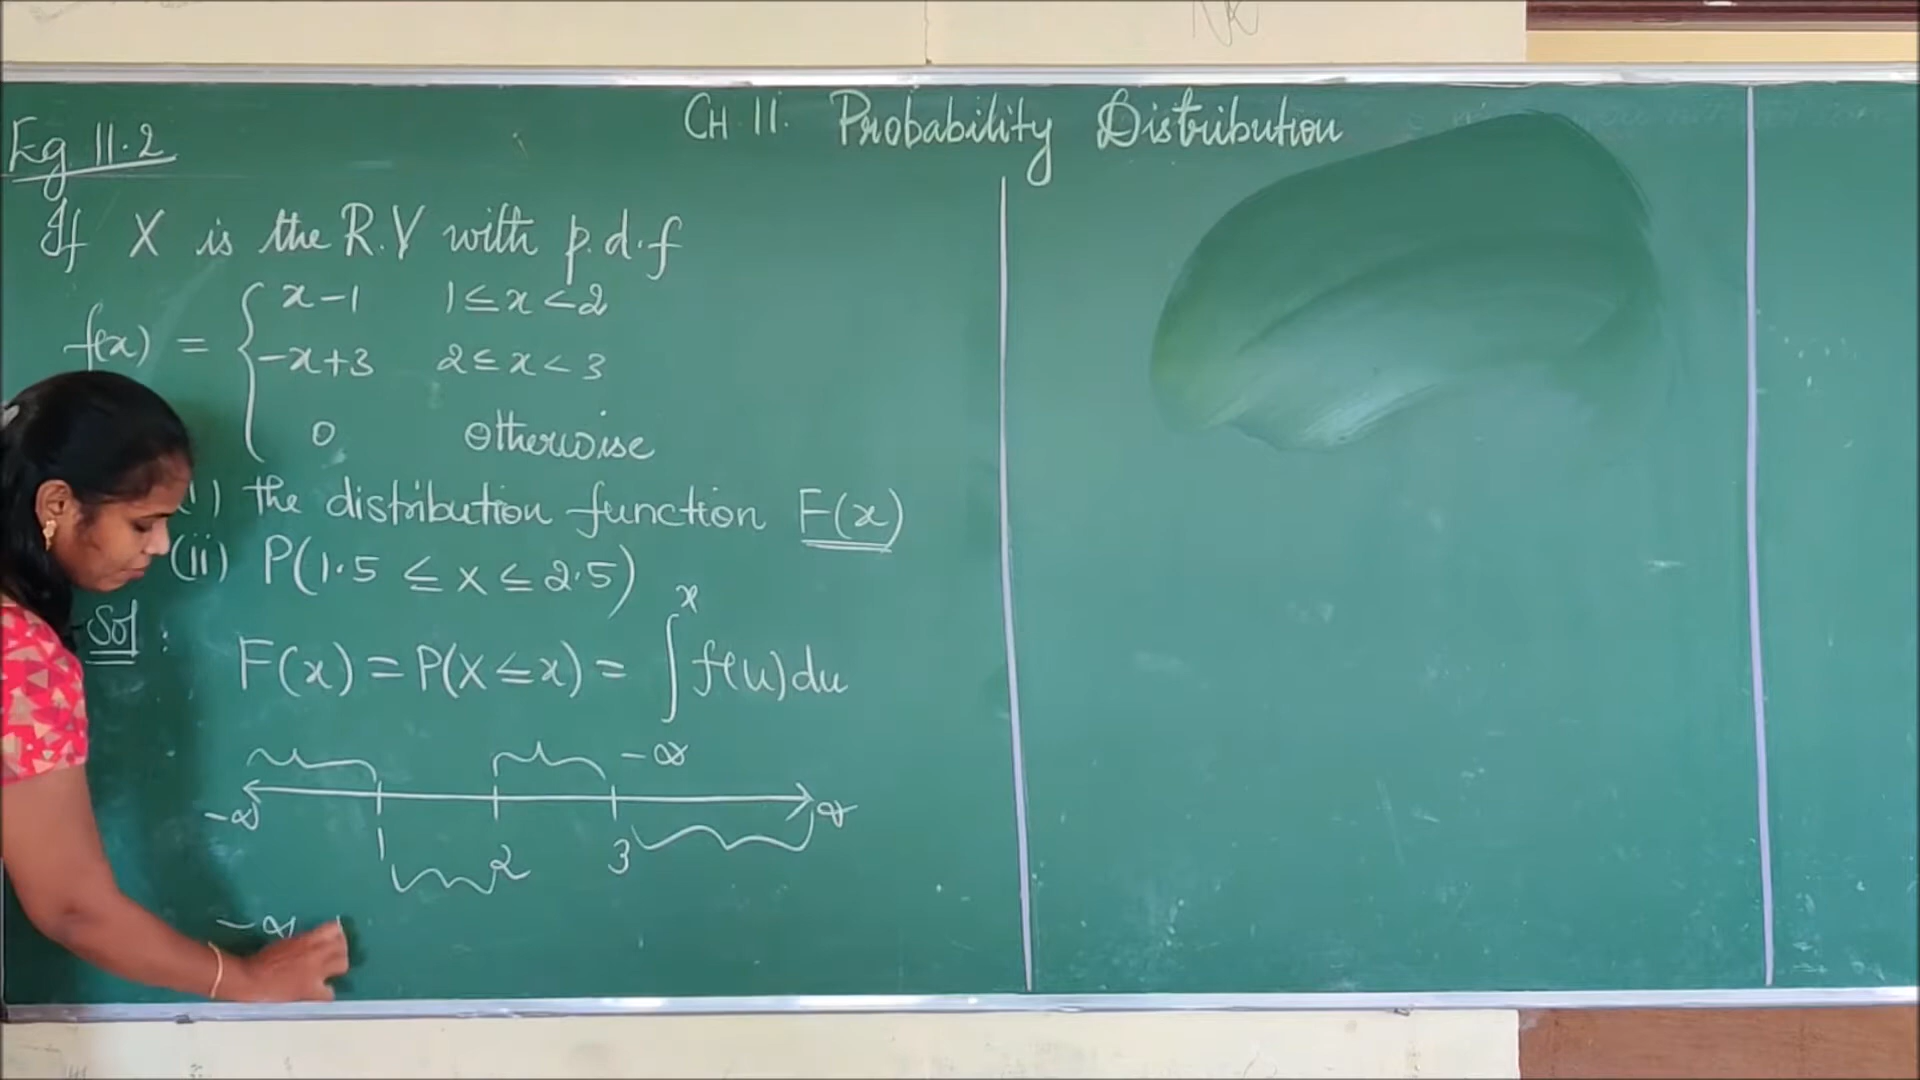 CH 11. Probability Distribution
Eg 11.2
If X is the R.V with p.d.f
f(x) = { x-1 1≤x<2
-x+3 2≤x<3
0 otherwise
i) the distribution function F(x)
(ii) P(1.5 ≤ x ≤ 2.5)
Sol :
F(x) = P(X≤x) = ∫ f(u)du
x
-∞
-∞ 1 2 3 ∞
-∞